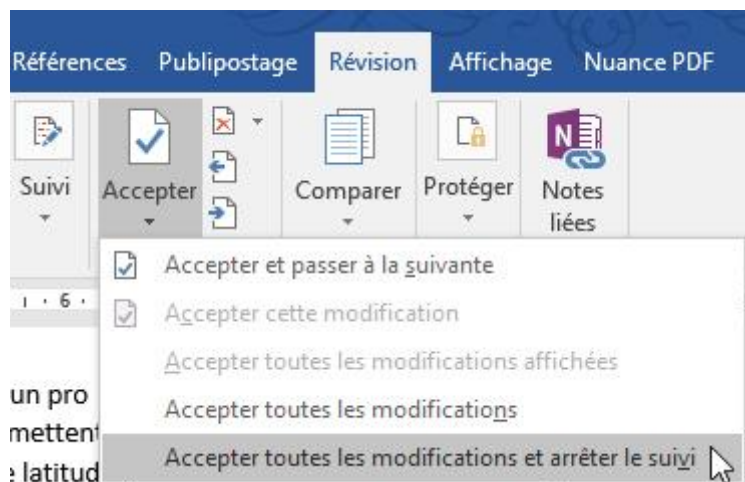 Références Publipostage Révision Affichage Nuance PDF
Suivi Accepter Comparer Protéger Notes liées
N
Accepter et passer à la suivante
6
Accepter cette modification
Accepter toutes les modifications affichées
un pro
Accepter toutes les modifications
mettent
Accepter toutes les modifications et arrêter le suivi
latitud